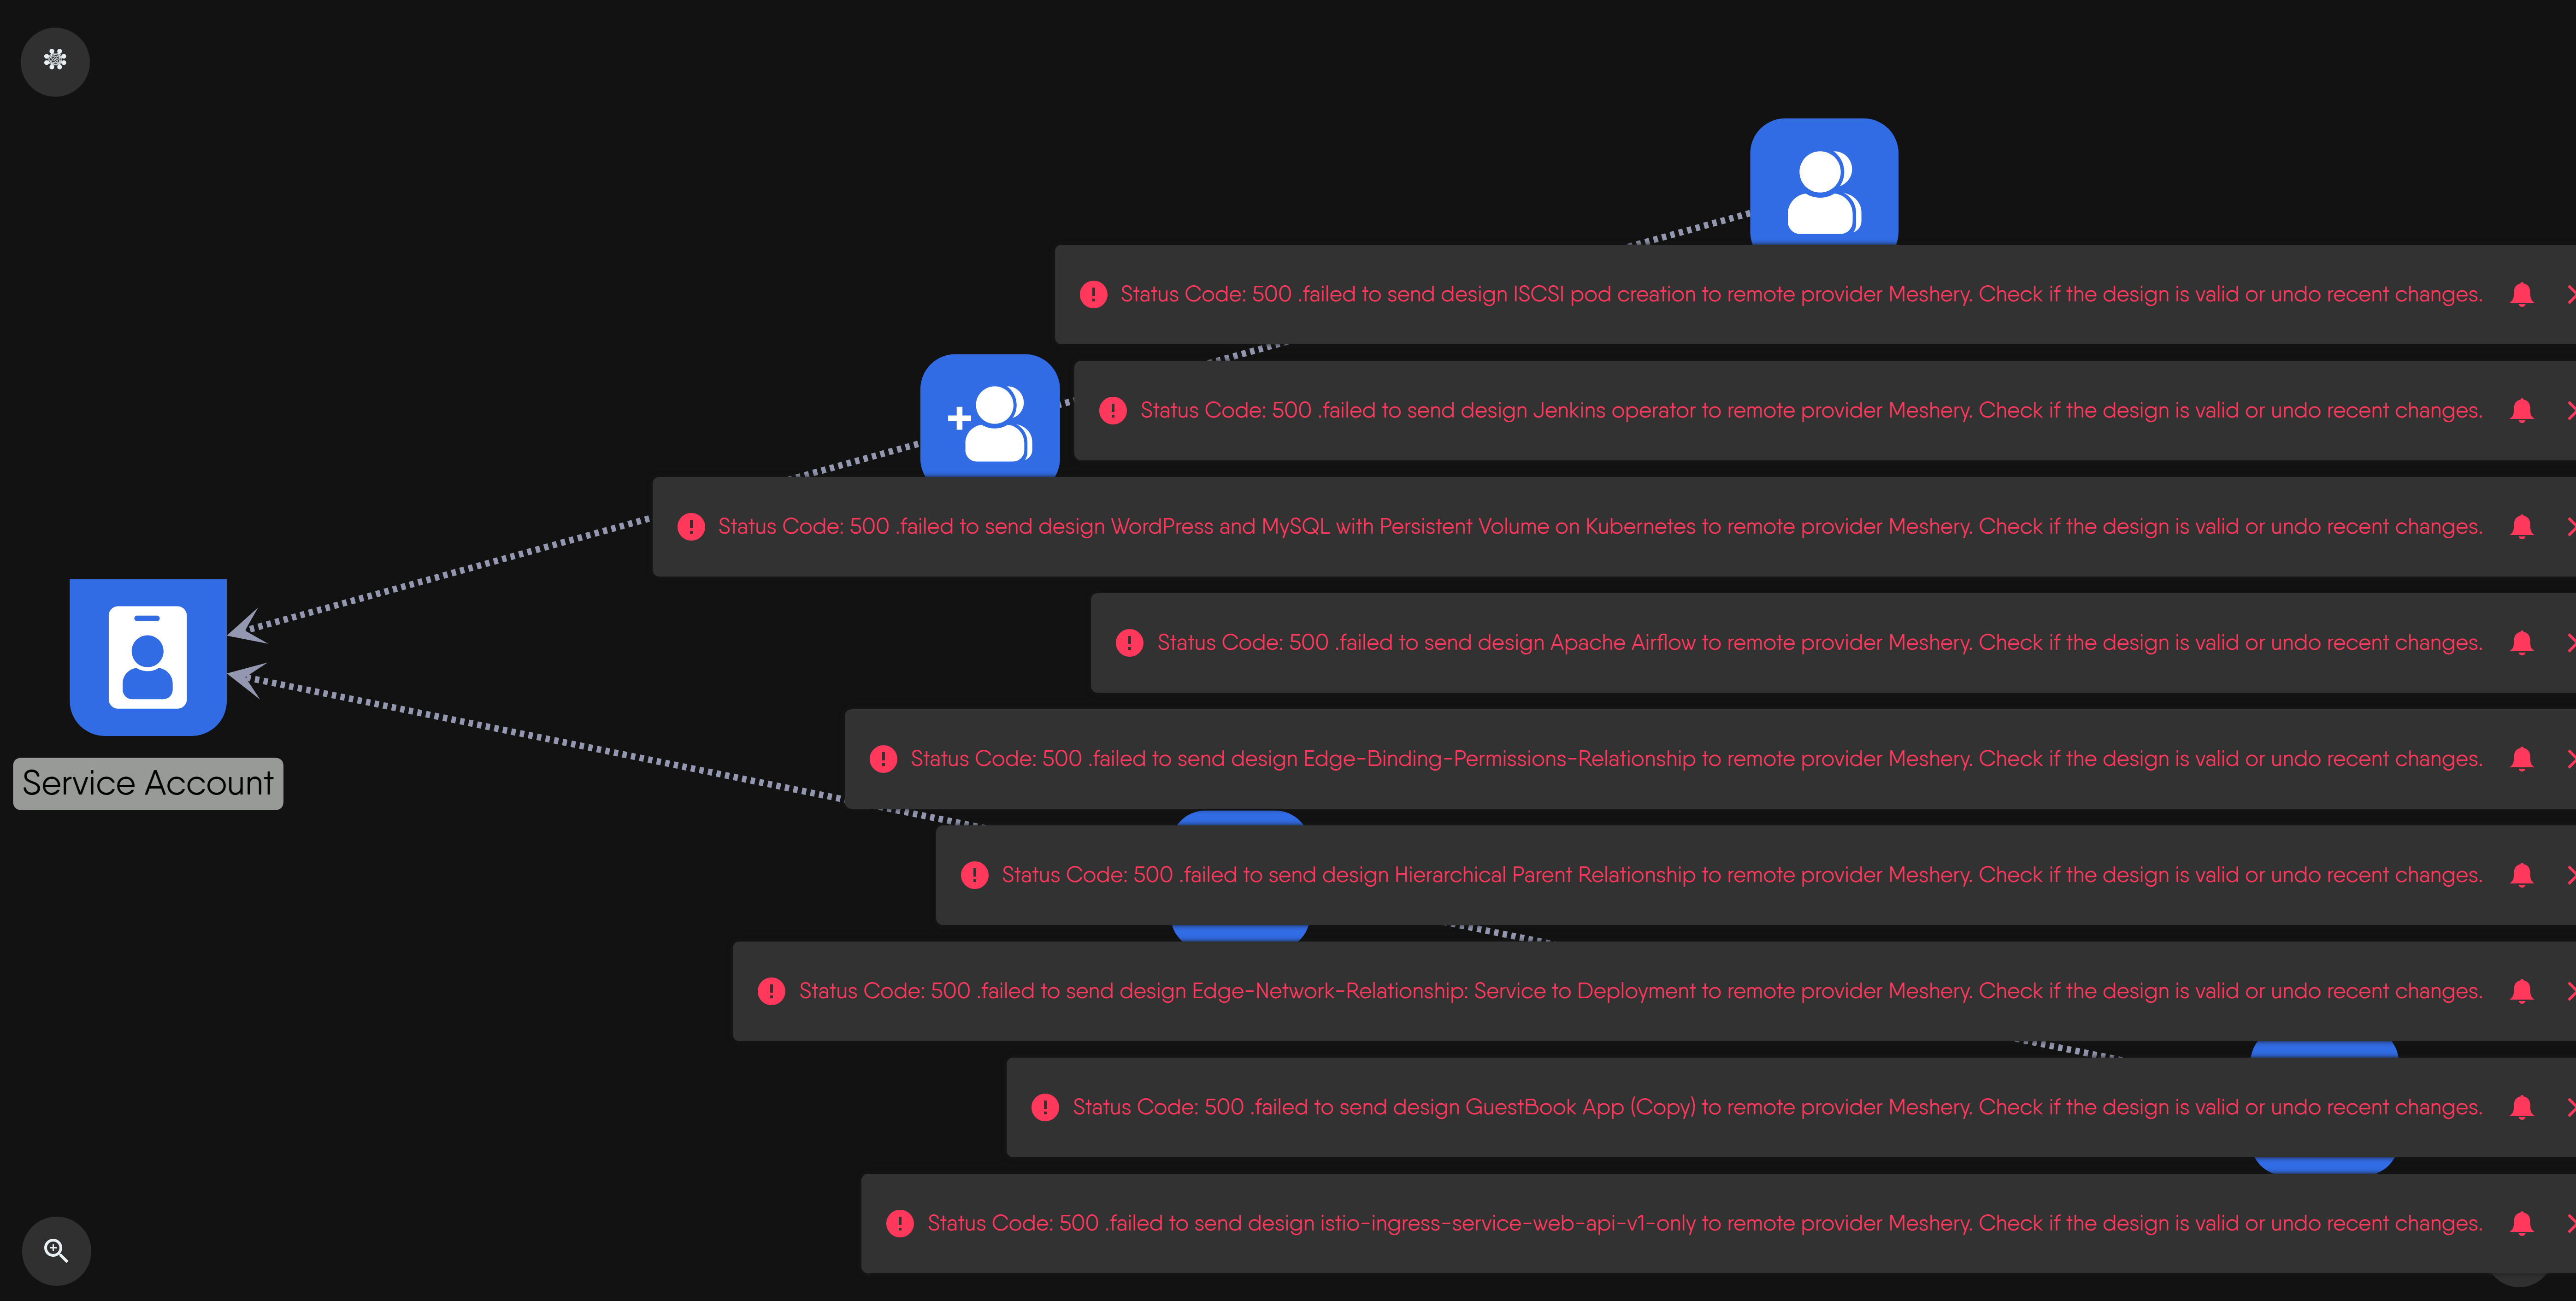 Status Code: 500 .failed to send design ISCSI pod creation to remote provider Meshery. Check if the design is valid or undo recent changes.
Status Code: 500 .failed to send design Jenkins operator to remote provider Meshery. Check if the design is valid or undo recent changes.
Status Code: 500 .failed to send design WordPress and MySQL with Persistent Volume on Kubernetes to remote provider Meshery. Check if the design is valid or undo recent changes.
Status Code: 500 .failed to send design Apache Airflow to remote provider Meshery. Check if the design is valid or undo recent changes.
Status Code: 500 .failed to send design Edge-Binding-Permissions-Relationship to remote provider Meshery. Check if the design is valid or undo recent changes.
Service Account
Status Code: 500 .failed to send design Hierarchical Parent Relationship to remote provider Meshery. Check if the design is valid or undo recent changes.
Status Code: 500 .failed to send design Edge-Network-Relationship: Service to Deployment to remote provider Meshery. Check if the design is valid or undo recent changes.
Status Code: 500 .failed to send design GuestBook App (Copy) to remote provider Meshery. Check if the design is valid or undo recent changes.
Status Code: 500 .failed to send design istio-ingress-service-web-api-v1-only to remote provider Meshery. Check if the design is valid or undo recent changes.